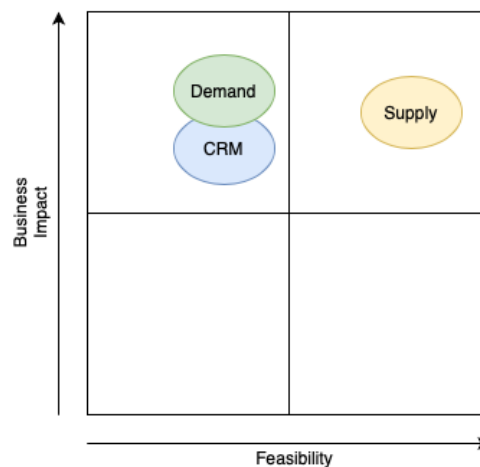 Demand
Supply
CRM
Business
Impact
Feasibility